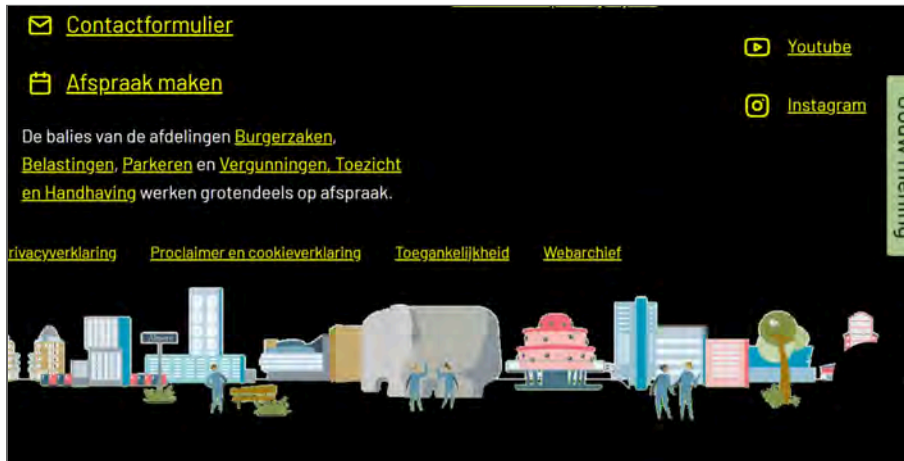 Contactformulier
Afspraak maken
De balies van de afdelingen Burgerzaken,
Belastingen, Parkeren en Vergunningen, Toezicht
en Handhaving werken grotendeels op afspraak.
Youtube
Instagram
rivacyverklaring Proclaimer en cookieverklaring Toegankelijkheid Webarchief